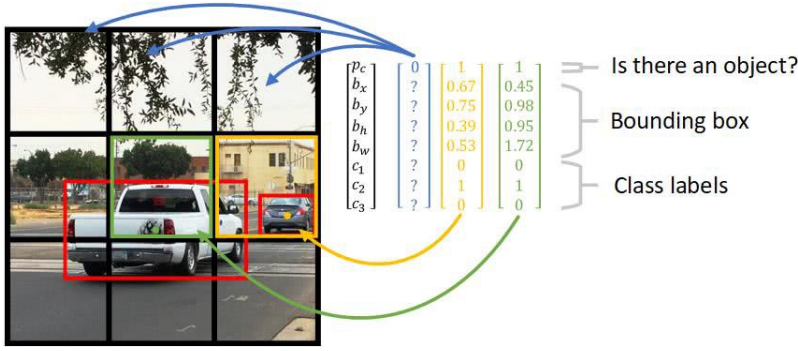 p_c 0 1 1 Is there an object?
b_x ? 0.67 0.45
b_y ? 0.75 0.98
b_h ? 0.39 0.95 Bounding box
b_w ? 0.53 1.72
c_1 ? 0 0
c_2 ? 1 1 Class labels
c_3 ? 0 0